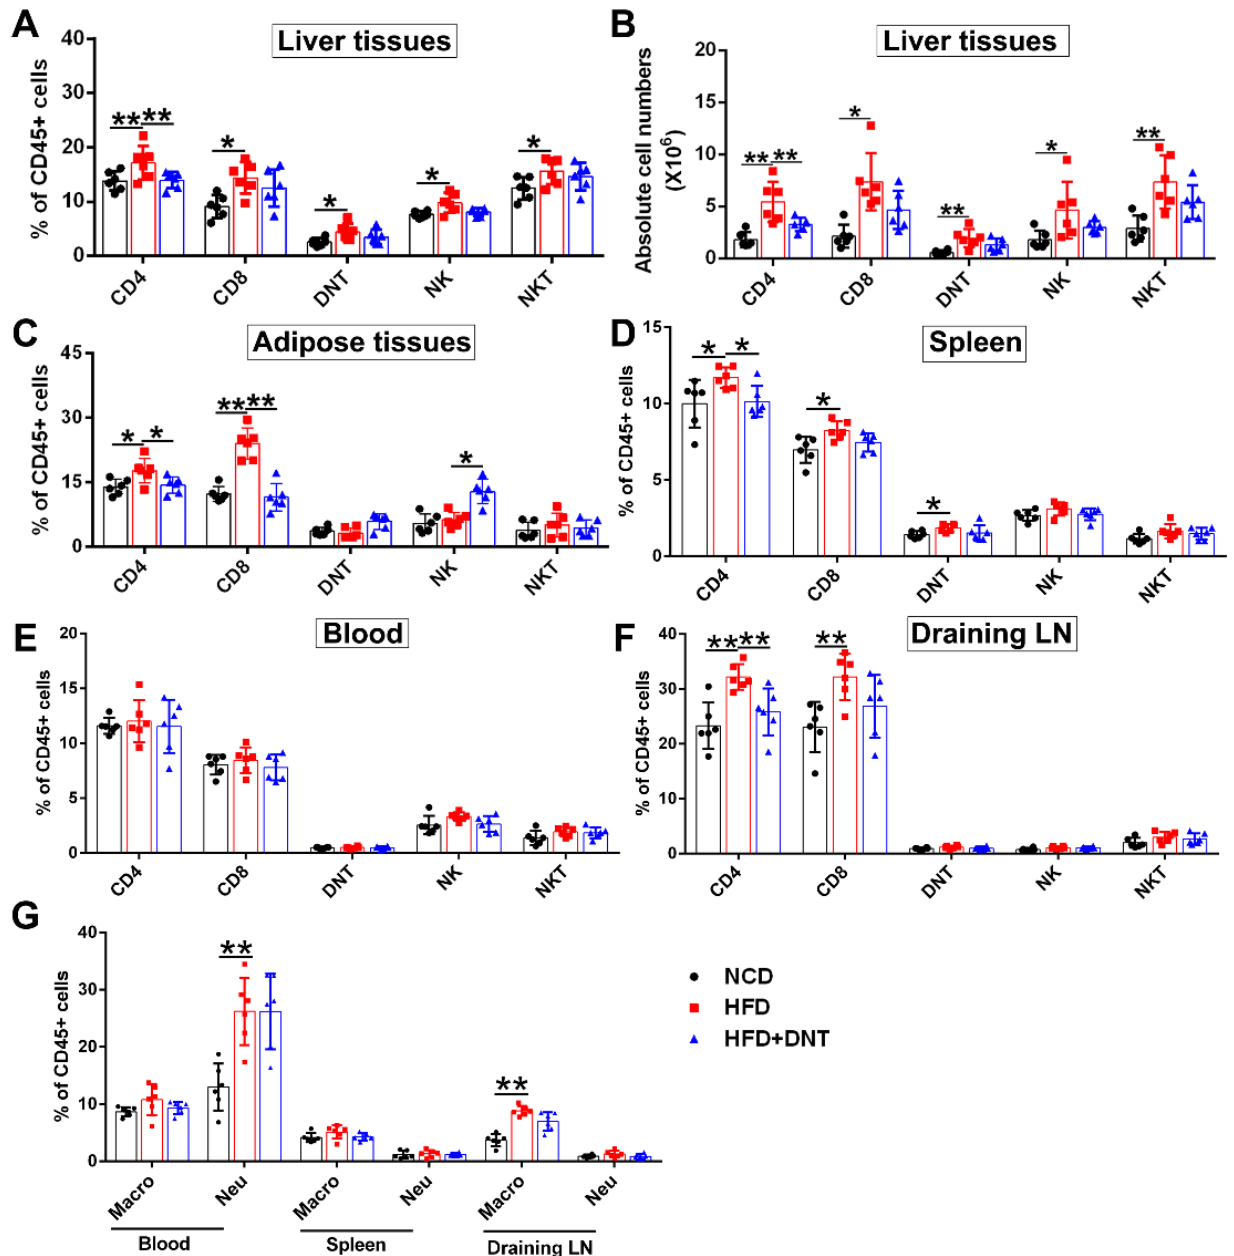 A
Liver tissues
% of CD45+ cells
40
30
20
10
0
** **
*
*
*
*
CD4 CD8 DNT NK NKT
B
Liver tissues
Absolute cell numbers
(X10⁶)
20
15
10
5
0
** **
*
**
*
**
CD4 CD8 DNT NK NKT
C
Adipose tissues
% of CD45+ cells
45
30
15
0
* *
** **
*
CD4 CD8 DNT NK NKT
D
Spleen
% of CD45+ cells
15
10
5
0
* *
*
*
CD4 CD8 DNT NK NKT
E
Blood
% of CD45+ cells
20
15
10
5
0
CD4 CD8 DNT NK NKT
F
Draining LN
% of CD45+ cells
40
30
20
10
0
** **
**
CD4 CD8 DNT NK NKT
G
% of CD45+ cells
40
30
20
10
0
**
**
Macro Neu Macro Neu Macro Neu
Blood Spleen Draining LN
NCD
HFD
HFD+DNT